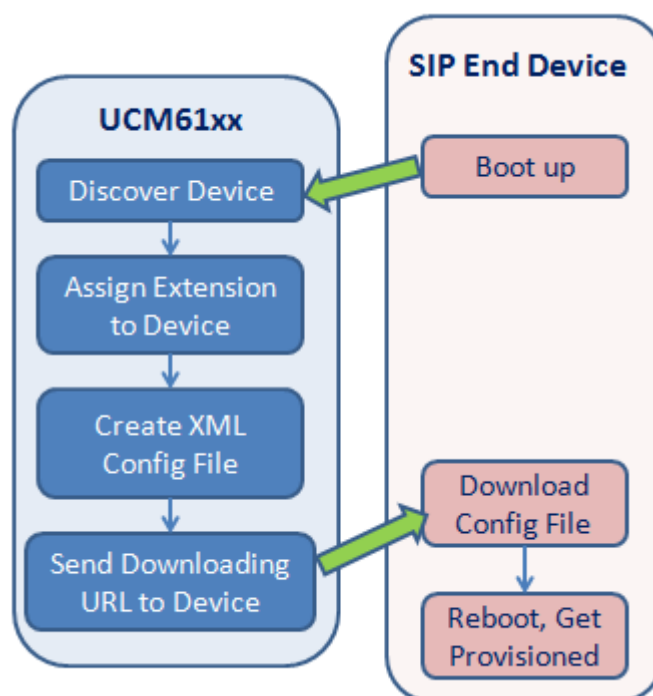 UCM61xx
Discover Device
Assign Extension
to Device
Create XML
Config File
Send Downloading
URL to Device
SIP End Device
Boot up
Download
Config File
Reboot, Get
Provisioned